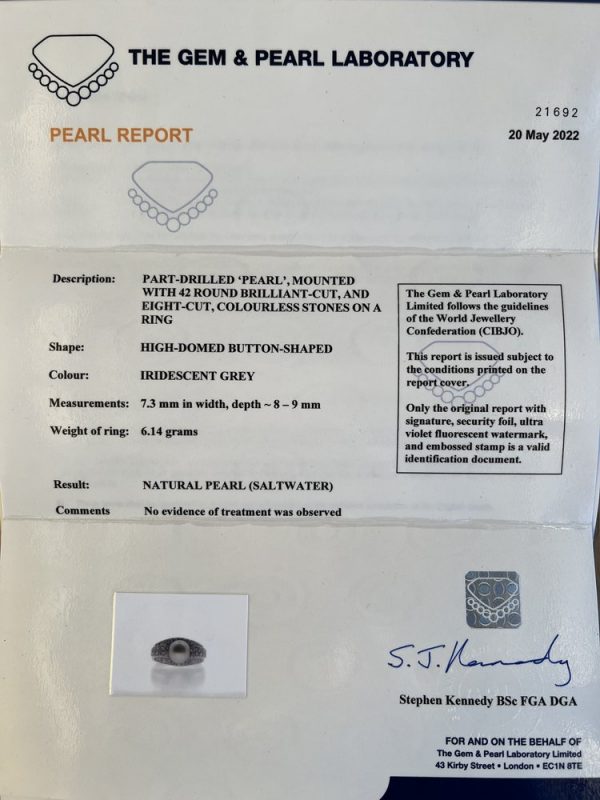 THE GEM & PEARL LABORATORY
21692
PEARL REPORT
20 May 2022
Description: PART-DRILLED ‘PEARL’, MOUNTED
WITH 42 ROUND BRILLIANT-CUT, AND
EIGHT-CUT, COLOURLESS STONES ON A
RING
Shape: HIGH-DOMED BUTTON-SHAPED
Colour: IRIDESCENT GREY
Measurements: 7.3 mm in width, depth ~ 8 – 9 mm
Weight of ring: 6.14 grams
Result: NATURAL PEARL (SALTWATER)
Comments No evidence of treatment was observed
The Gem & Pearl Laboratory
Limited follows the guidelines
of the World Jewellery
Confederation (CIBJO).
This report is issued subject to
the conditions printed on the
report cover.
Only the original report with
signature, security foil, ultra
violet fluorescent watermark,
and embossed stamp is a valid
identification document.
S. J. Kennedy
Stephen Kennedy BSc FGA DGA
FOR AND ON THE BEHALF OF
The Gem & Pearl Laboratory Limited
43 Kirby Street • London • EC1N 8TE